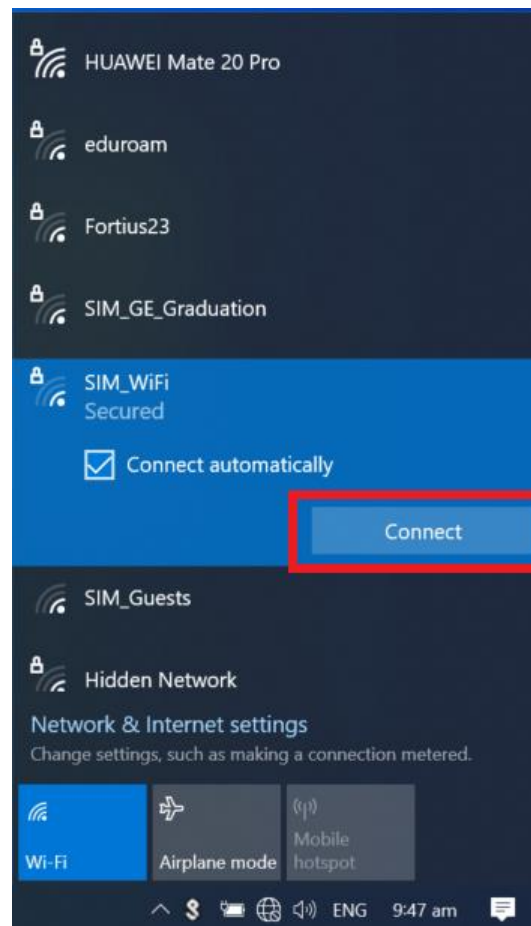 HUAWEI Mate 20 Pro
eduroam
Fortius23
SIM_GE_Graduation
SIM_WiFi
Secured
Connect automatically
Connect
SIM_Guests
Hidden Network
Network & Internet settings
Change settings, such as making a connection metered.
Wi-Fi
Airplane mode
Mobile
hotspot
ENG
9:47 am